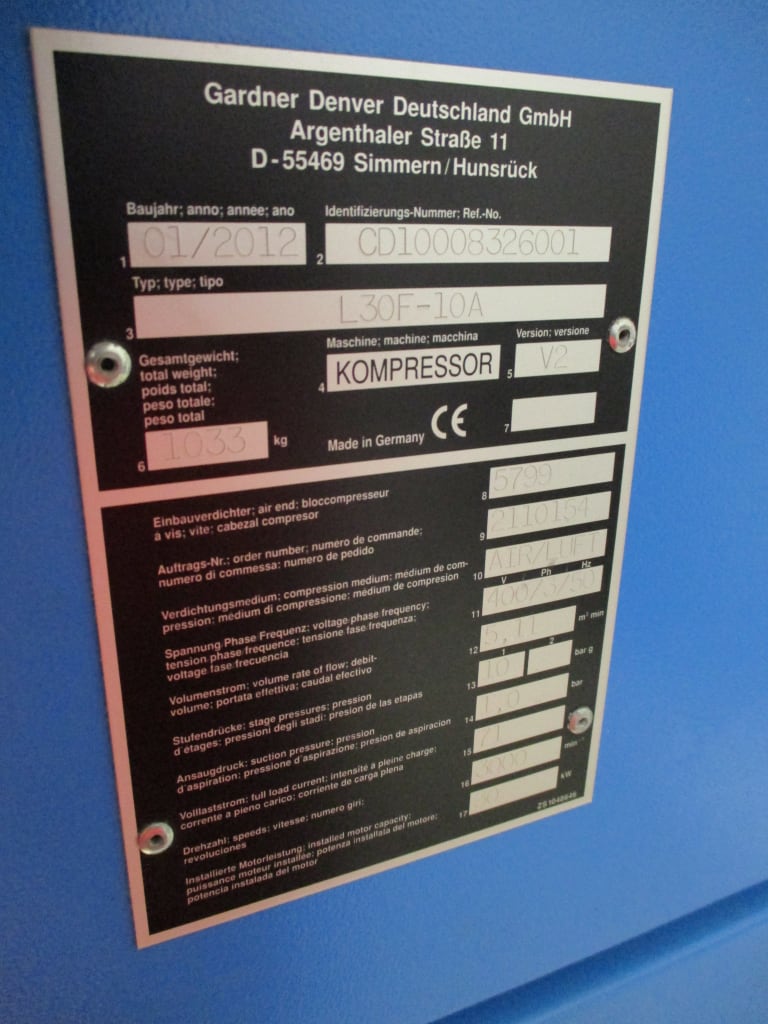 Gardner Denver Deutschland GmbH
Argenthaler Straße 11
D-55469 Simmern/Hunsrück
Baujahr; anno; annee; ano
1 01/2012
Identifizierungs-Nummer; Ref.-No.
2 CD10008326001
Typ; type; tipo
3 L30F-10A
Maschine; machine; macchina
4 KOMPRESSOR
Version; versione
5 V2
Gesamtgewicht;
total weight;
poids total;
peso totale;
peso total
6 1033 kg
Made in Germany CE
7
Einbauverdichter; air end; bloccompresseur
a vis; vite; cabezal compresor
8 5799
Auftrags-Nr.; order number; numero de commande;
numero di commessa; numero de pedido
9 2110154
Verdichtungsmedium; compression medium; médium de com-
pression; médium di compressione; médium de compresion
10 AIR/LUFT
Spannung Phase Frequenz; voltage phase frequency;
tension phase frequence; tensione fase frequenza;
voltage fase frecuencia
V Ph Hz
11 400/3/50
Volumenstrom; volume rate of flow; debit-
volume; portata effettiva; caudal efectivo
12 5,11 m³ min
Stufendrücke; stage pressures; pression
d'etages; pressioni degli stadi; presion de las etapas
1 2
13 10 bar g
Ansaugdruck; suction pressure; pression
d'aspiration; pressione d'aspirazione; presion de aspiracion
14 1,0 bar
Volllaststrom; full load current; intensité a pleine charge;
corrente a pieno carico; corriente de carga plena
15 71
Drehzahl; speeds; vitesse; numero giri;
revoluciones
16 3000 min⁻¹
Installierte Motorleistung; installed motor capacity;
puissance moteur installée; potenza installata del motore;
potencia instalada del motor
17 kW